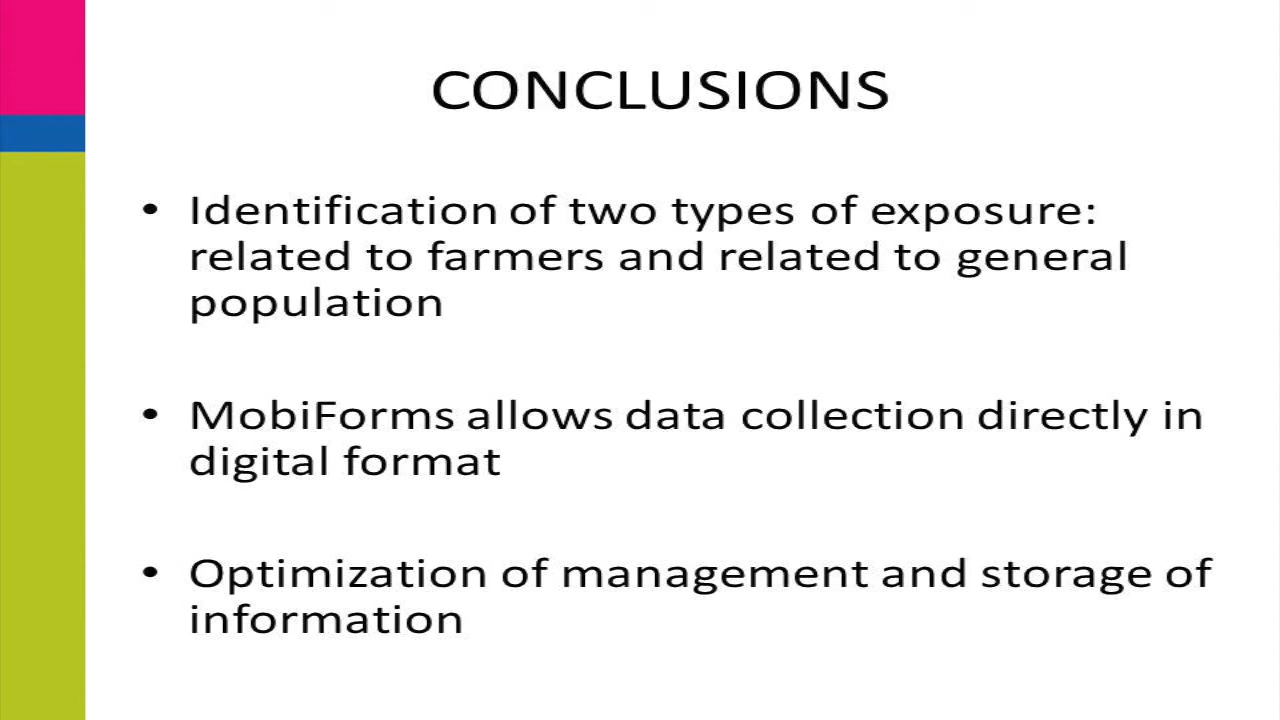 CONCLUSIONS
• Identification of two types of exposure:
related to farmers and related to general
population
• MobiForms allows data collection directly in
digital format
• Optimization of management and storage of
information